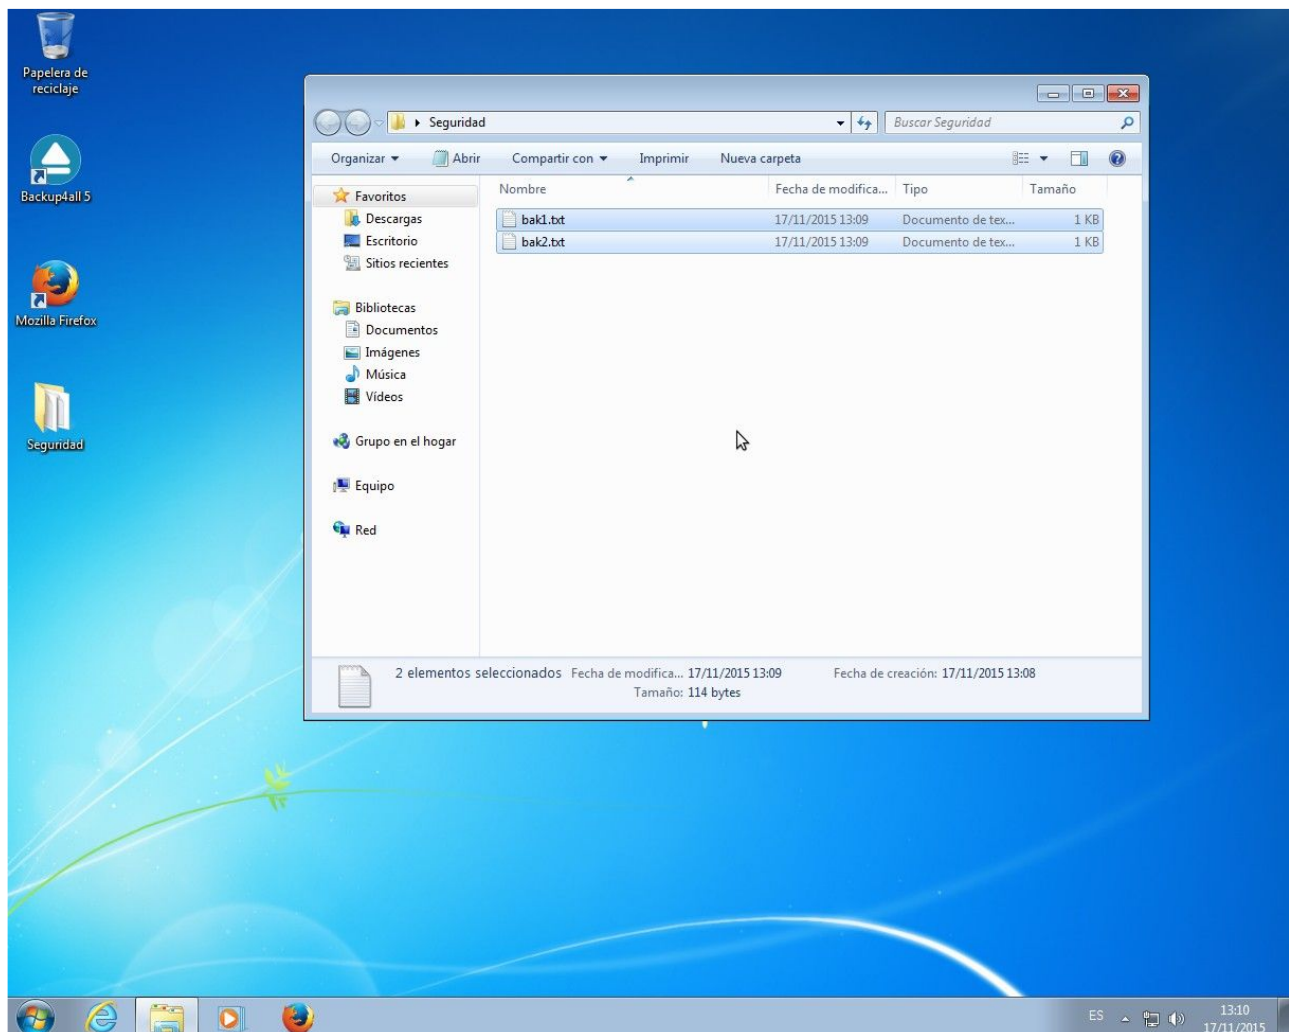 Papelera de
reciclaje
Backup4all 5
Mozilla Firefox
Seguridad
Seguridad
Buscar Seguridad
Organizar
Abrir
Compartir con
Imprimir
Nueva carpeta
Nombre
Fecha de modifica...
Tipo
Tamaño
bak1.txt
17/11/2015 13:09
Documento de tex...
1 KB
bak2.txt
17/11/2015 13:09
Documento de tex...
1 KB
Favoritos
Descargas
Escritorio
Sitios recientes
Bibliotecas
Documentos
Imágenes
Música
Vídeos
Grupo en el hogar
Equipo
Red
2 elementos seleccionados
Fecha de modifica... 17/11/2015 13:09
Fecha de creación: 17/11/2015 13:08
Tamaño: 114 bytes
ES
13:10
17/11/2015